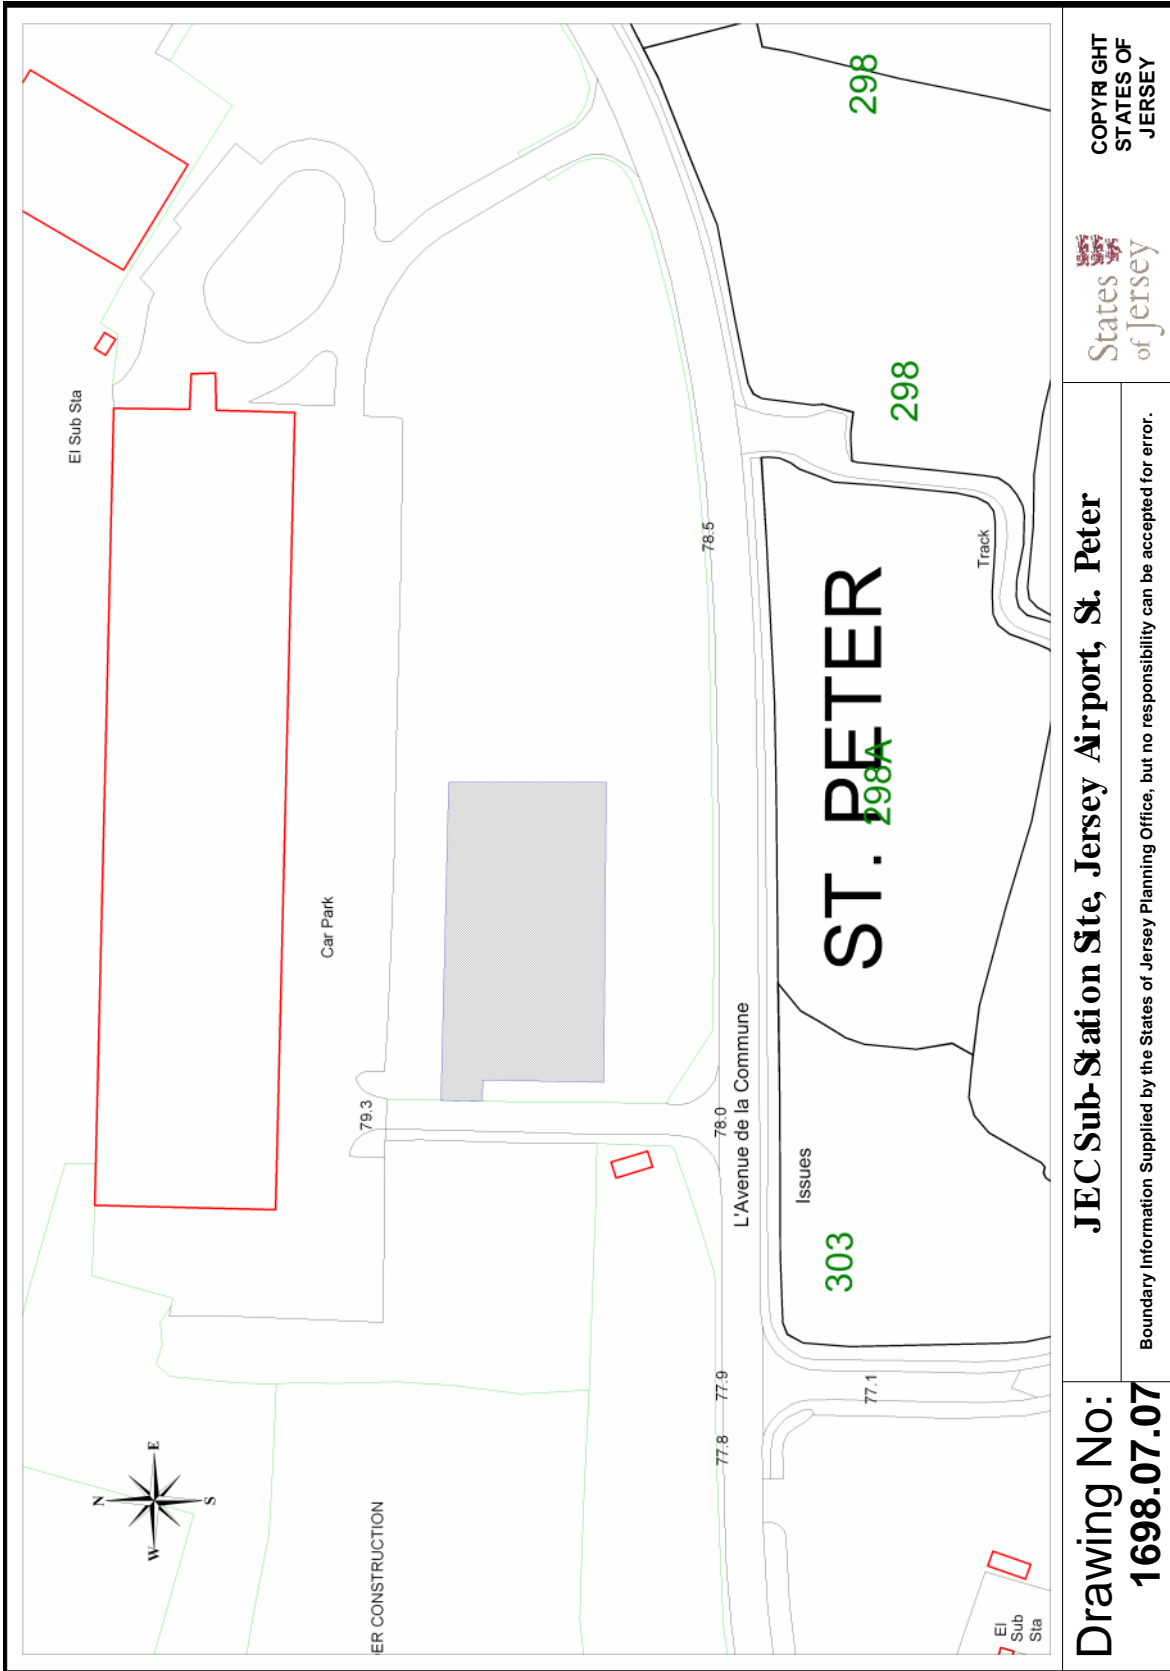 El Sub Sta
Car Park
79.3
ER CONSTRUCTION
N
E
S
W
78.5
78.0
77.9
77.8
L'Avenue de la Commune
Issues
303
77.1
ST. PETER
298A
298
298
Track
El
Sub
Sta
Drawing No:
1698.07.07
JEC Sub-Station Site, Jersey Airport, St. Peter
Boundary Information Supplied by the States of Jersey Planning Office, but no responsibility can be accepted for error.
States
of Jersey
COPYRIGHT
STATES OF
JERSEY